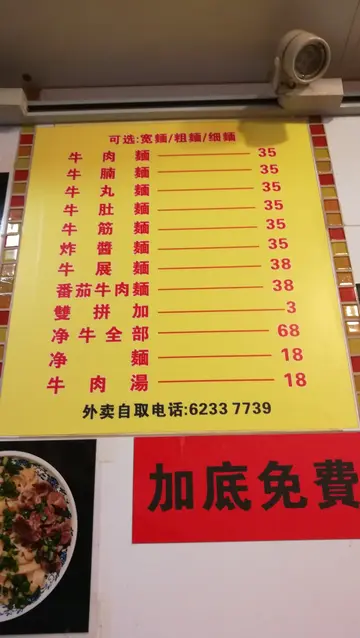 可选:宽麵/粗麵/细麵
牛肉麵 35
牛腩麵 35
牛丸麵 35
牛肚麵 35
牛筋麵 35
炸醬麵 35
牛展麵 38
番茄牛肉麵 38
雙拼加 3
净牛全部 68
净麵 18
牛肉湯 18
外卖自取电话:6233 7739
加底免費